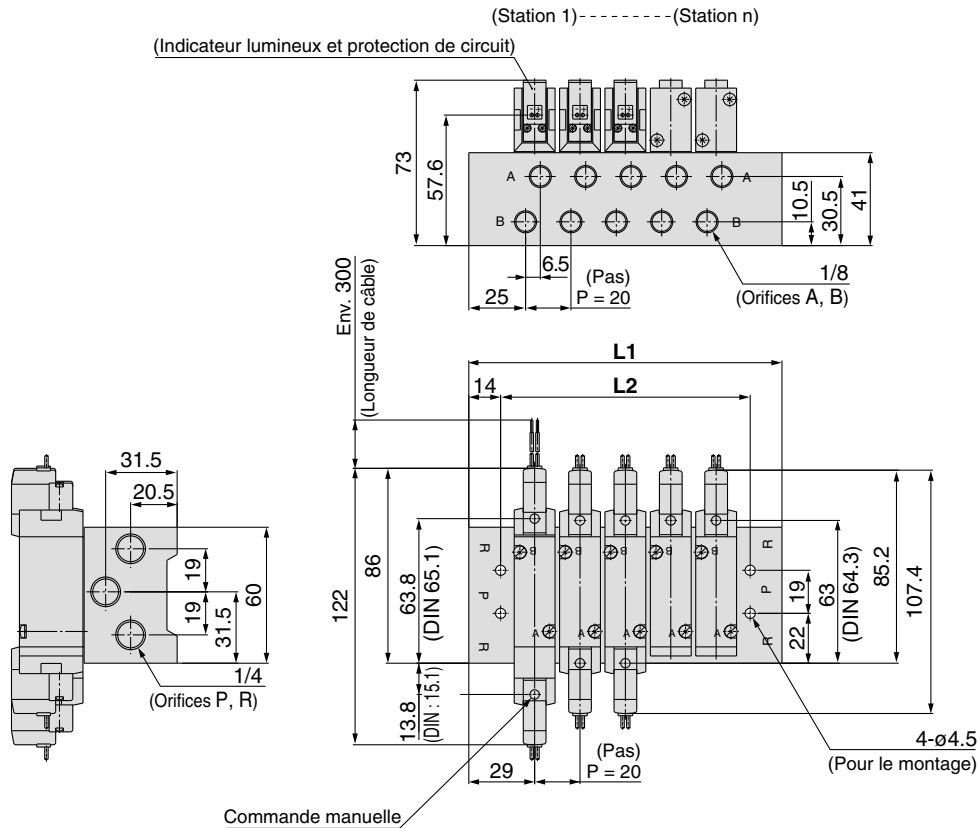 (Station 1)----------(Station n)
(Indicateur lumineux et protection de circuit)
73
57.6
A
A
B
B
10.5
30.5
41
6.5
25
(Pas)
P = 20
1/8
(Orifices A, B)
Env. 300
(Longueur de câble)
L1
14
L2
31.5
20.5
19
19
31.5
60
1/4
(Orifices P, R)
122
86
63.8
(DIN 65.1)
13.8
(DIN : 15.1)
R
P
R
B
B
B
B
B
A
A
A
A
A
R
P
R
19
22
63
(DIN 64.3)
85.2
107.4
29
(Pas)
P = 20
4-ø4.5
(Pour le montage)
Commande manuelle